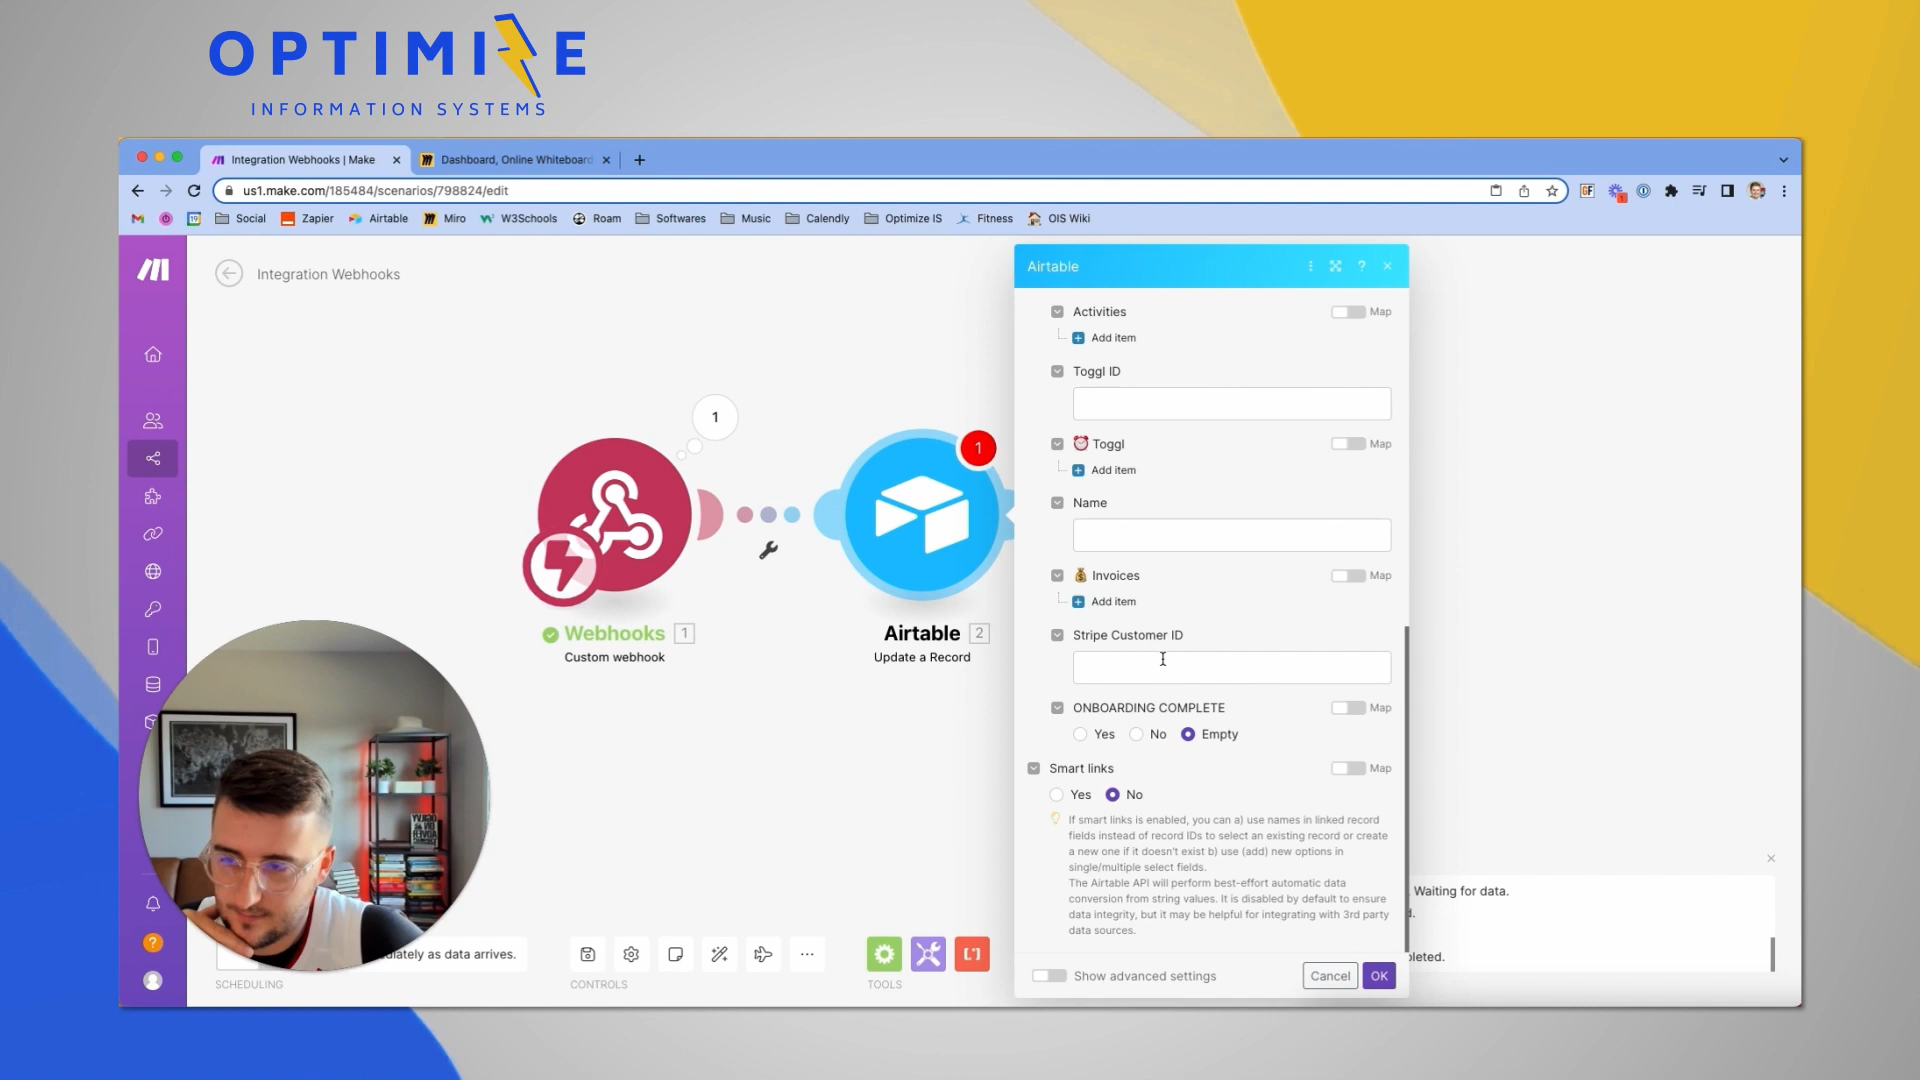 OPTIMIZE
INFORMATION SYSTEMS
Integration Webhooks | Make
Dashboard, Online Whiteboard
us1.make.com/185484/scenarios/798824/edit
GF
1
19
Social
Zapier
Airtable
Miro
W3Schools
Roam
Softwares
Music
Calendly
Optimize IS
Fitness
OIS Wiki
Integration Webhooks
Airtable
?
Activities
Map
Add item
Toggl ID
Toggl
Map
Add item
Name
Invoices
Map
Add item
Stripe Customer ID
ONBOARDING COMPLETE
Map
Yes
No
Empty
Smart links
Map
Yes
No
If smart links is enabled, you can a) use names in linked record
fields instead of record IDs to select an existing record or create
a new one if it doesn't exist b) use (add) new options in
single/multiple select fields.
The Airtable API will perform best-effort automatic data
conversion from string values. It is disabled by default to ensure
data integrity, but it may be helpful for integrating with 3rd party
data sources.
Show advanced settings
Cancel
OK
1
1
Webhooks 1
Custom webhook
Airtable 2
Update a Record
Waiting for data.
d.
leted.
?
iately as data arrives.
SCHEDULING
CONTROLS
TOOLS